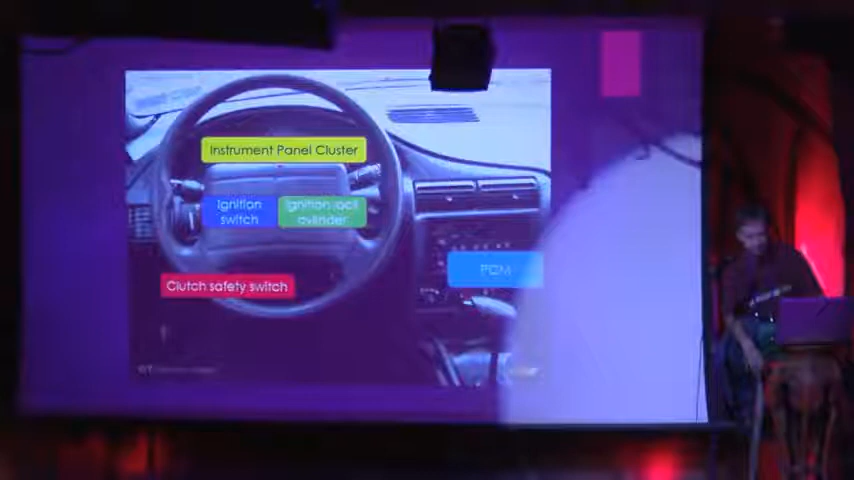 Instrument Panel Cluster
Ignition
switch
Ignition lock
cylinder
Clutch safety switch
PCM